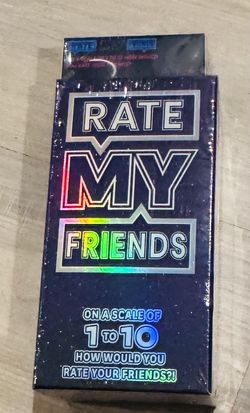 RATE
MY
FRIENDS
ON A SCALE OF
1 TO 10
HOW WOULD YOU
RATE YOUR FRIENDS?!